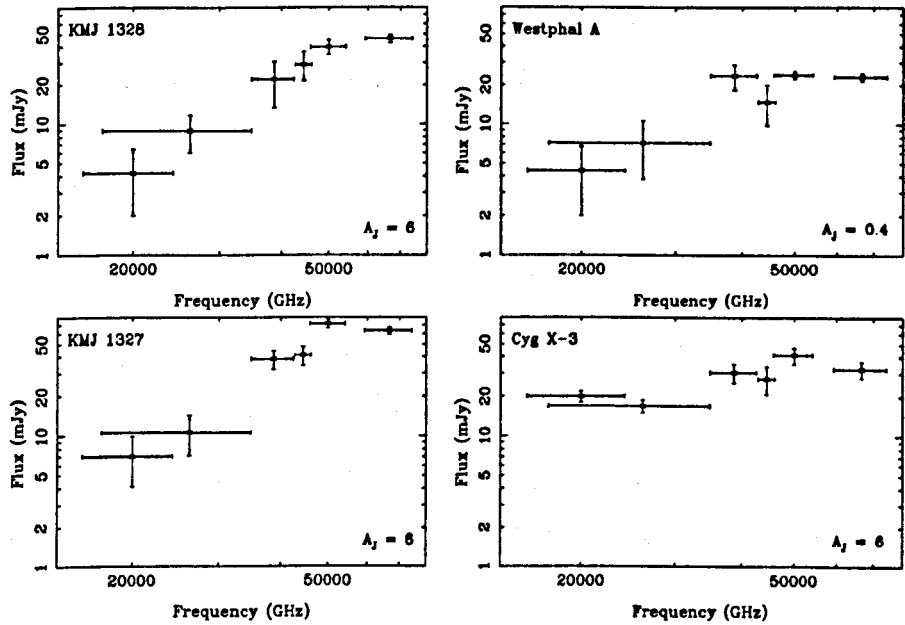 KMJ 1328
Flux (mJy)
50
20
10
5
2
1
20000
50000
Frequency (GHz)
A_J = 6
Westphal A
Flux (mJy)
50
20
10
5
2
1
20000
50000
Frequency (GHz)
A_J = 0.4
KMJ 1327
Flux (mJy)
50
20
10
5
2
1
20000
50000
Frequency (GHz)
A_J = 6
Cyg X-3
Flux (mJy)
50
20
10
5
2
1
20000
50000
Frequency (GHz)
A_J = 6